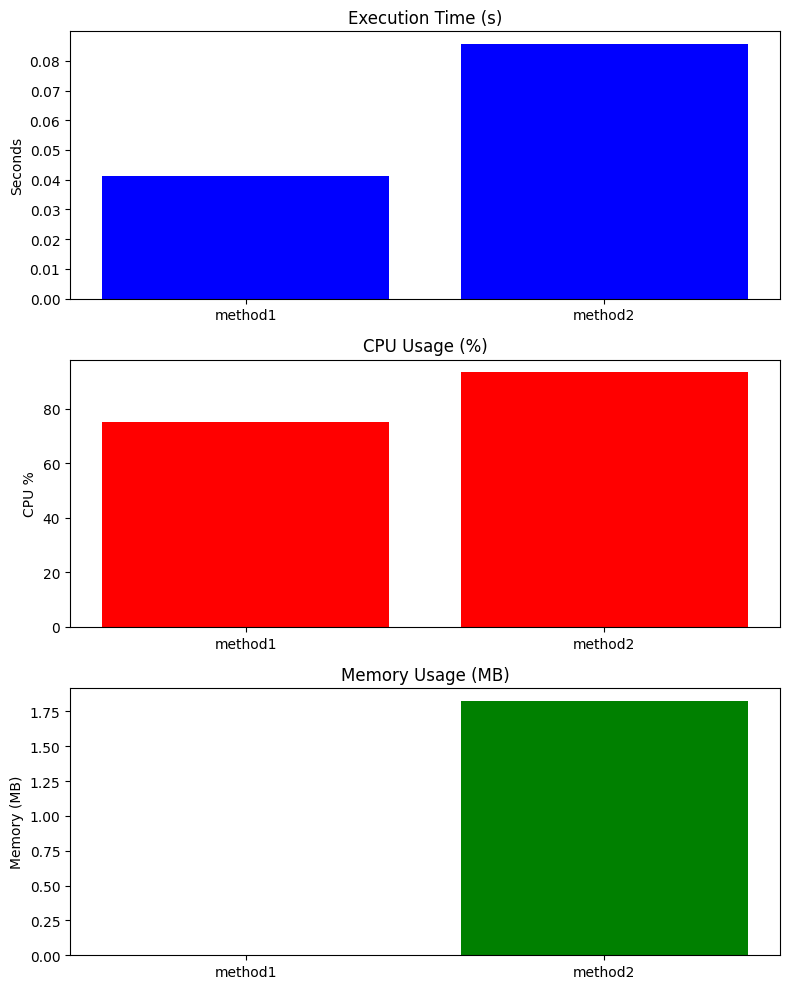 Execution Time (s)
Seconds
0.08
0.07
0.06
0.05
0.04
0.03
0.02
0.01
0.00
method1 method2
CPU Usage (%)
CPU %
80
60
40
20
0
method1 method2
Memory Usage (MB)
Memory (MB)
1.75
1.50
1.25
1.00
0.75
0.50
0.25
0.00
method1 method2